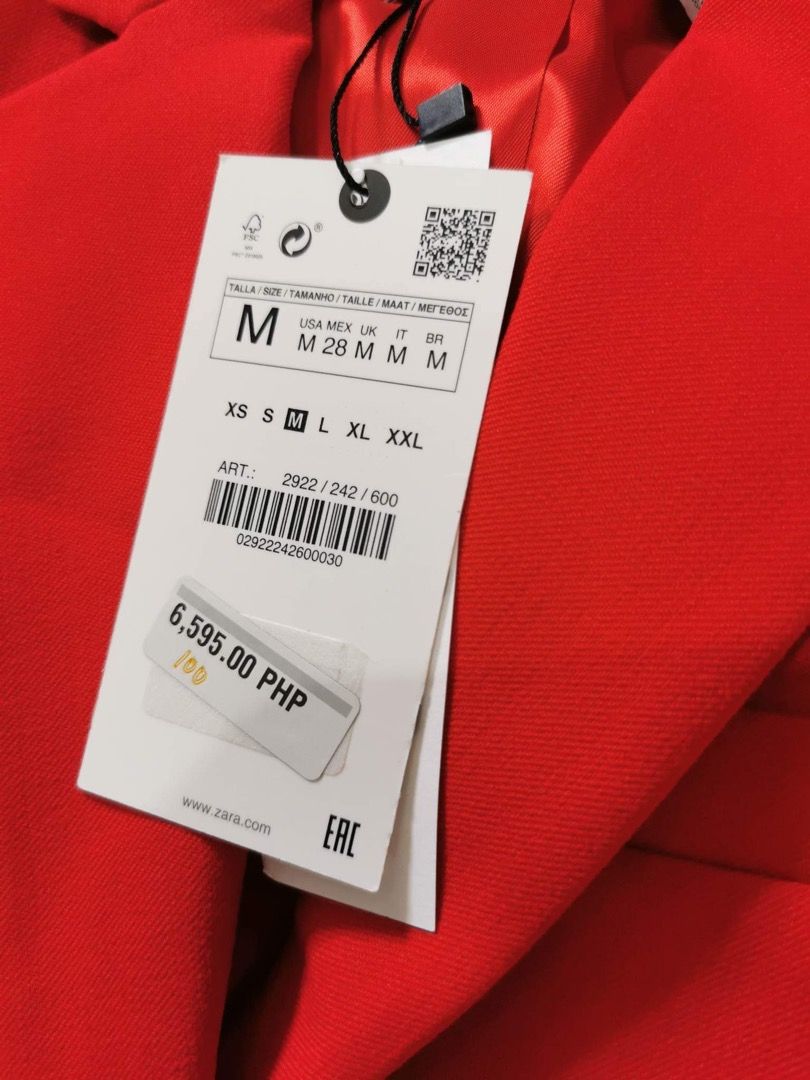 FSC
®
TALLA / SIZE / TAMANHO / TAILLE / MAAT / ΜΕΓΕΘΟΣ
M
USA MEX UK IT BR
M 28 M M M
XS S M L XL XXL
ART.: 2922 / 242 / 600
02922242600030
6,595.00 PHP
100
www.zara.com
EAC